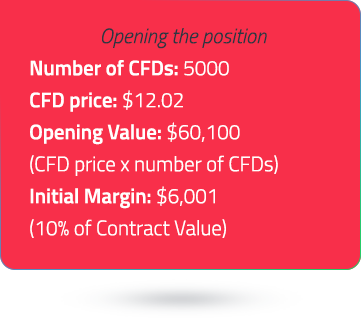 Opening the position
Number of CFDs: 5000
CFD price: $12.02
Opening Value: $60,100
(CFD price x number of CFDs)
Initial Margin: $6,001
(10% of Contract Value)